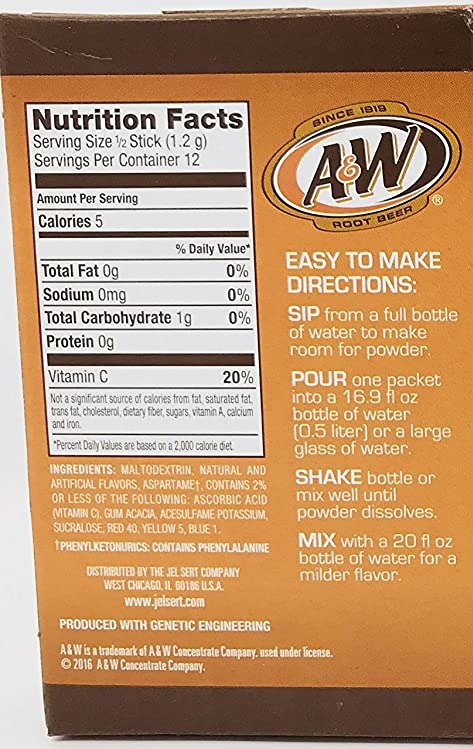 Nutrition Facts
Serving Size ½ Stick (1.2 g)
Servings Per Container 12
Amount Per Serving
Calories 5
% Daily Value*
Total Fat 0g 0%
Sodium 0mg 0%
Total Carbohydrate 1g 0%
Protein 0g
Vitamin C 20%
Not a significant source of calories from fat, saturated fat,
trans fat, cholesterol, dietary fiber, sugars, vitamin A, calcium
and iron.
*Percent Daily Values are based on a 2,000 calorie diet.
INGREDIENTS: MALTODEXTRIN, NATURAL AND
ARTIFICIAL FLAVORS, ASPARTAME†, CONTAINS 2%
OR LESS OF THE FOLLOWING: ASCORBIC ACID
(VITAMIN C), GUM ACACIA, ACESULFAME POTASSIUM,
SUCRALOSE, RED 40, YELLOW 5, BLUE 1.
†PHENYLKETONURICS: CONTAINS PHENYLALANINE
DISTRIBUTED BY THE JEL SERT COMPANY
WEST CHICAGO, IL 60186 U.S.A.
www.jelsert.com
PRODUCED WITH GENETIC ENGINEERING
A&W is a trademark of A&W Concentrate Company, used under license.
© 2016 A&W Concentrate Company.
SINCE 1919
A&W
®
ROOT BEER
EASY TO MAKE
DIRECTIONS:
SIP from a full bottle
of water to make
room for powder.
POUR one packet
into a 16.9 fl oz
bottle of water
(0.5 liter) or a large
glass of water.
SHAKE bottle or
mix well until
powder dissolves.
MIX with a 20 fl oz
bottle of water for a
milder flavor.